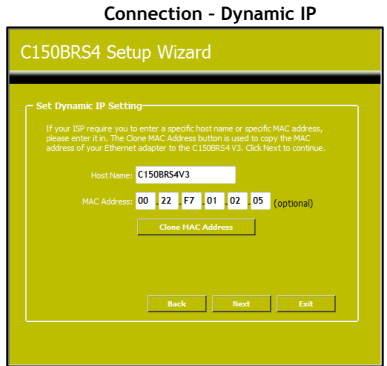 Connection - Dynamic IP
C150BRS4 Setup Wizard
Set Dynamic IP Setting
If your ISP require you to enter a specific host name or specific MAC address,
please enter it in. The Clone MAC Address button is used to copy the MAC
address of your Ethernet adapter to the C150BRS4 V3. Click Next to continue.
Host Name: C150BRS4V3
MAC Address: 00 . 22 . F7 . 01 . 02 . 05 (optional)
Clone MAC Address
Back Next Exit